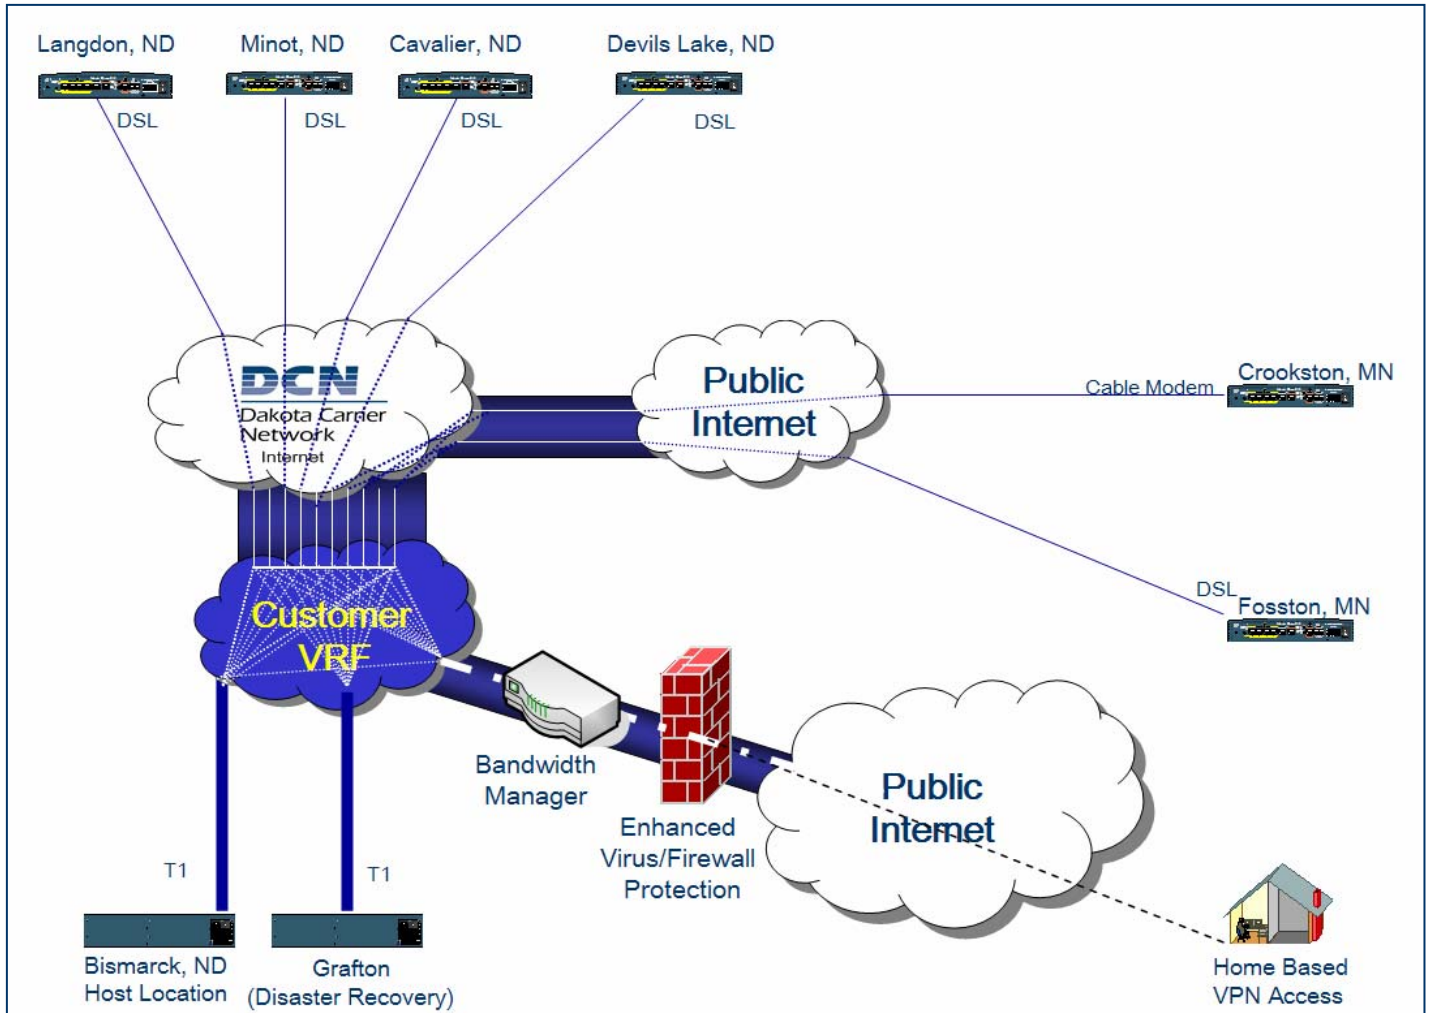 Langdon, ND
Minot, ND
Cavalier, ND
Devils Lake, ND
DSL
DSL
DSL
DSL
DCN
Dakota Carrier
Network
Internet
Public
Internet
Cable Modem
Crookston, MN
DSL
Fosston, MN
Customer
VRF
Bandwidth
Manager
Enhanced
Virus/Firewall
Protection
Public
Internet
T1
T1
Bismarck, ND
Host Location
Grafton
(Disaster Recovery)
Home Based
VPN Access